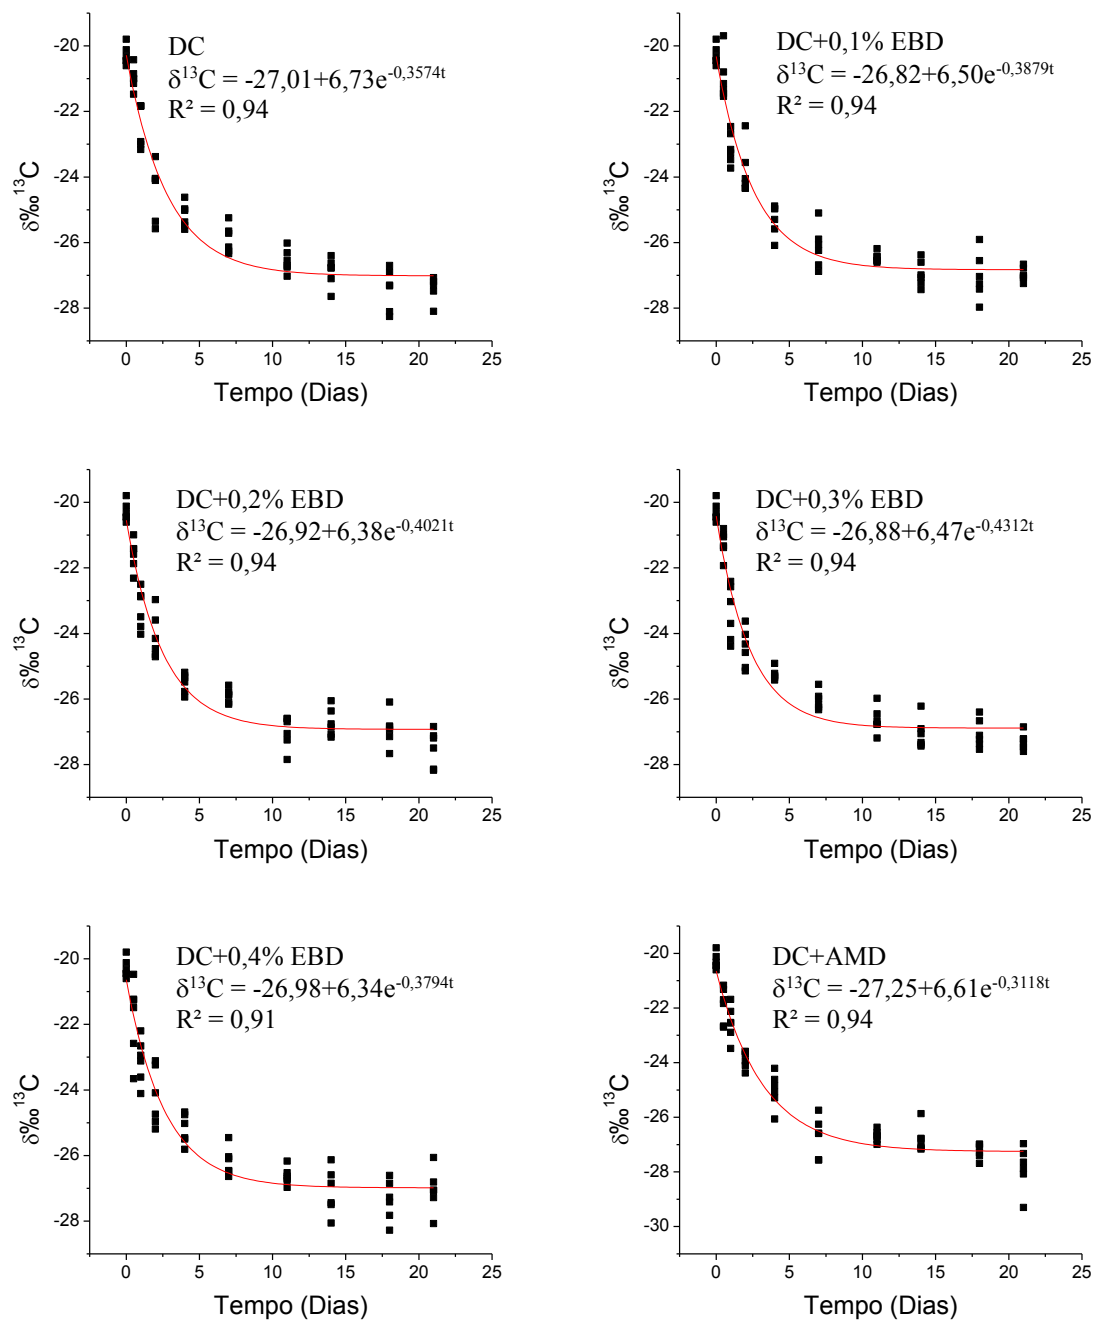 DC
δ¹³C = -27,01+6,73e⁻⁰,³⁵⁷⁴ᵗ
R² = 0,94
-20
-22
-24
-26
-28
δ‰ ¹³C
0 5 10 15 20 25
Tempo (Dias)
DC+0,1% EBD
δ¹³C = -26,82+6,50e⁻⁰,³⁸⁷⁹ᵗ
R² = 0,94
-20
-22
-24
-26
-28
δ‰ ¹³C
0 5 10 15 20 25
Tempo (Dias)
DC+0,2% EBD
δ¹³C = -26,92+6,38e⁻⁰,⁴⁰²¹ᵗ
R² = 0,94
-20
-22
-24
-26
-28
δ‰ ¹³C
0 5 10 15 20 25
Tempo (Dias)
DC+0,3% EBD
δ¹³C = -26,88+6,47e⁻⁰,⁴³¹²ᵗ
R² = 0,94
-20
-22
-24
-26
-28
δ‰ ¹³C
0 5 10 15 20 25
Tempo (Dias)
DC+0,4% EBD
δ¹³C = -26,98+6,34e⁻⁰,³⁷⁹⁴ᵗ
R² = 0,91
-20
-22
-24
-26
-28
δ‰ ¹³C
0 5 10 15 20 25
Tempo (Dias)
DC+AMD
δ¹³C = -27,25+6,61e⁻⁰,³¹¹⁸ᵗ
R² = 0,94
-20
-22
-24
-26
-28
-30
δ‰ ¹³C
0 5 10 15 20 25
Tempo (Dias)